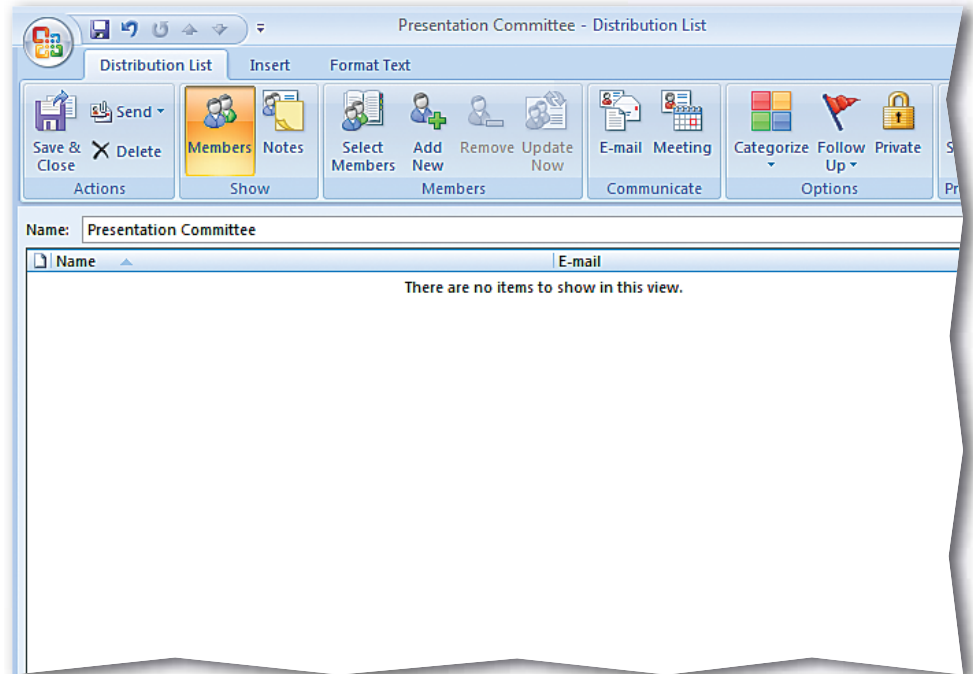 Presentation Committee - Distribution List
Distribution List Insert Format Text
Save & Close Send Delete Members Notes Select Members Add New Remove Update Now E-mail Meeting Categorize Follow Up Private S
Actions Show Members Communicate Options Pr
Name: Presentation Committee
Name E-mail
There are no items to show in this view.